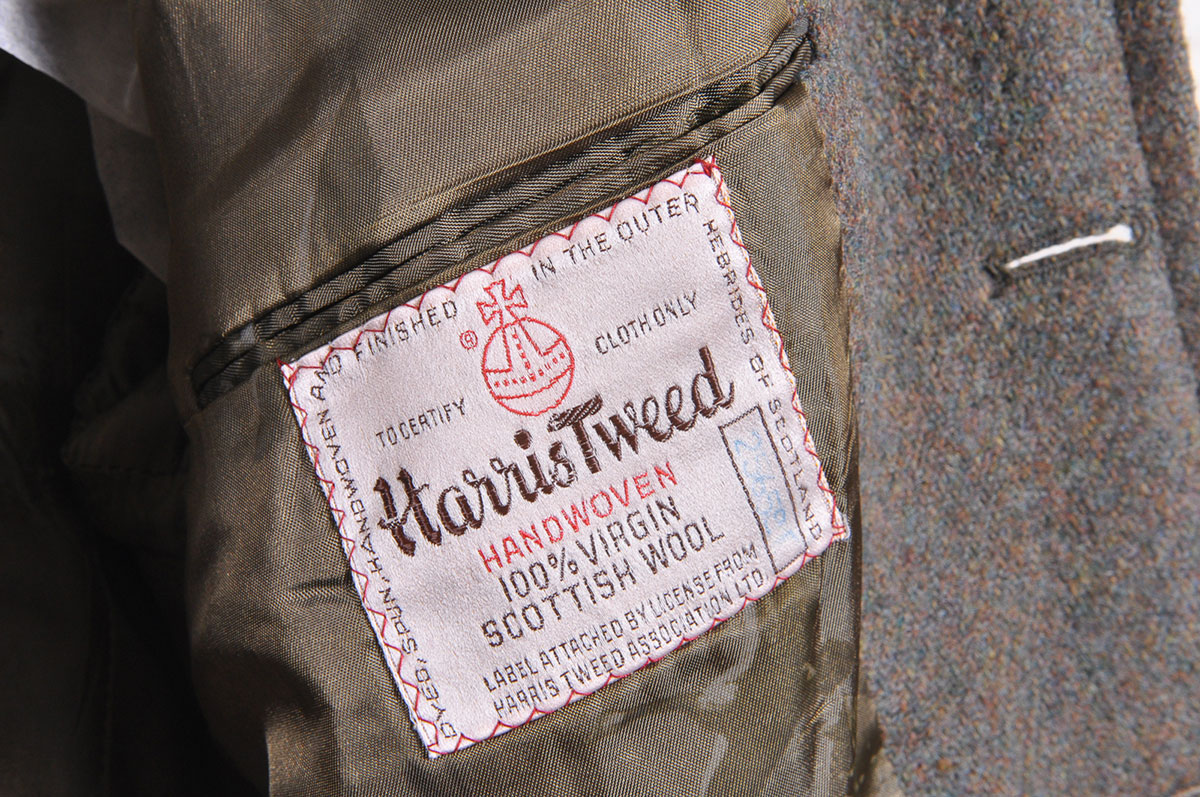 DYED, SPUN, HANDWOVEN AND FINISHED IN THE OUTER HEBRIDES OF SCOTLAND
®
TO CERTIFY CLOTH ONLY
Harris Tweed
HANDWOVEN
100% VIRGIN
SCOTTISH WOOL
LABEL ATTACHED BY LICENSE FROM
HARRIS TWEED ASSOCIATION LTD